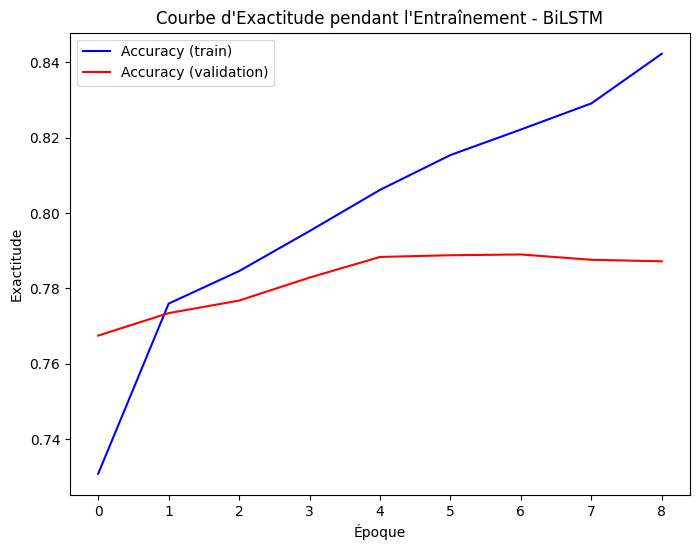 Courbe d'Exactitude pendant l'Entraînement - BiLSTM
Accuracy (train)
Accuracy (validation)
0.84
0.82
0.80
0.78
0.76
0.74
Exactitude
0 1 2 3 4 5 6 7 8
Époque